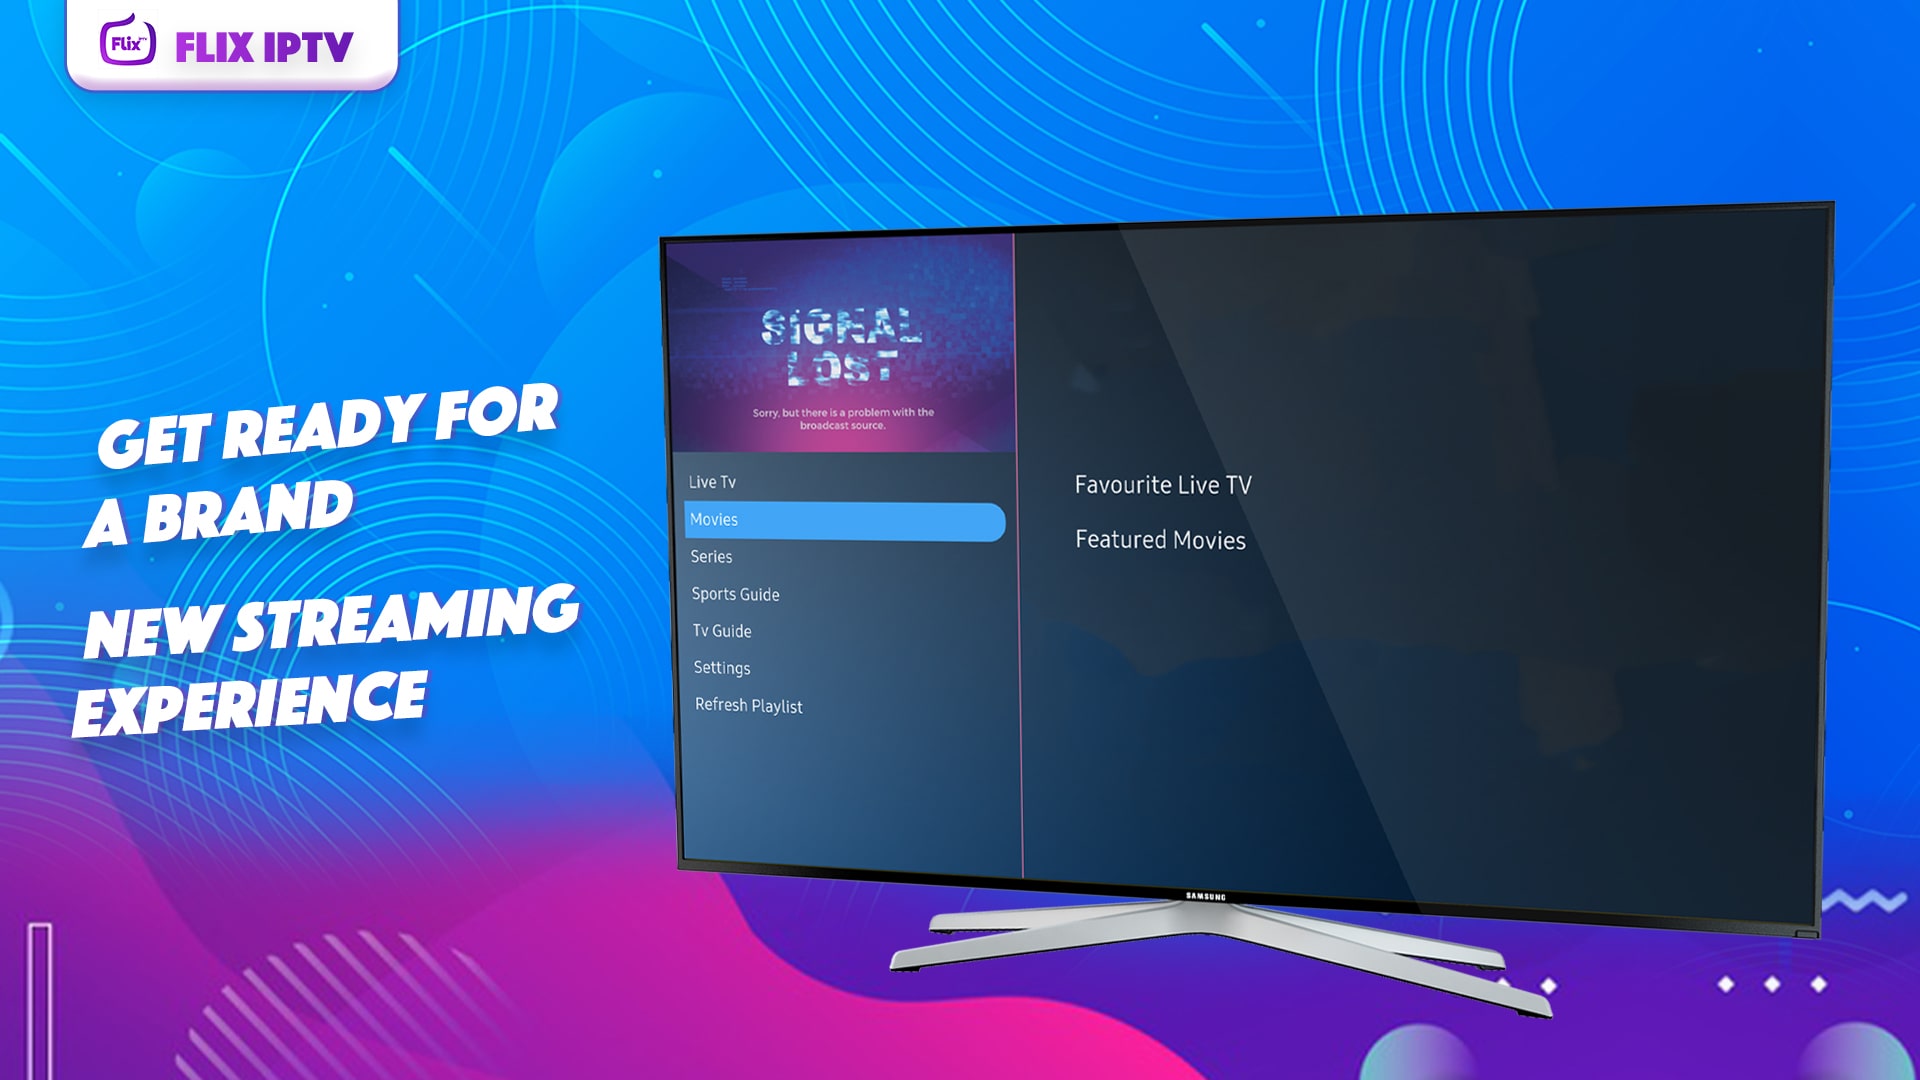 Flix
FLIX IPTV
GET READY FOR
A BRAND
NEW STREAMING
EXPERIENCE
SIGNAL
LOST
Sorry, but there is a problem with the
broadcast source.
Live Tv
Movies
Series
Sports Guide
Tv Guide
Settings
Refresh Playlist
Favourite Live TV
Featured Movies
SAMSUNG